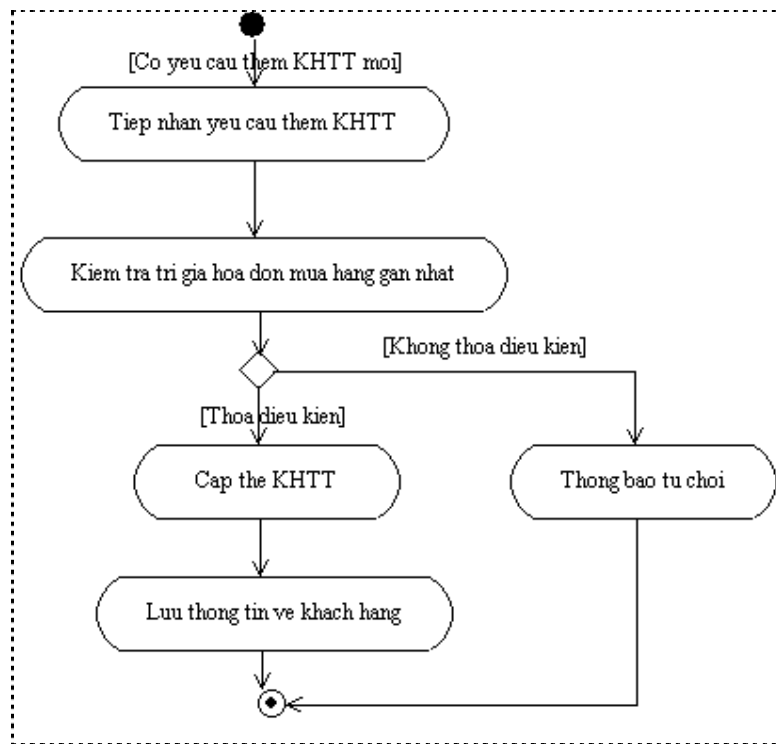 [Co yeu cau them KHTT moi]
Tiep nhan yeu cau them KHTT
Kiem tra tri gia hoa don mua hang gan nhat
[Khong thoa dieu kien]
[Thoa dieu kien]
Cap the KHTT
Thong bao tu choi
Luu thong tin ve khach hang